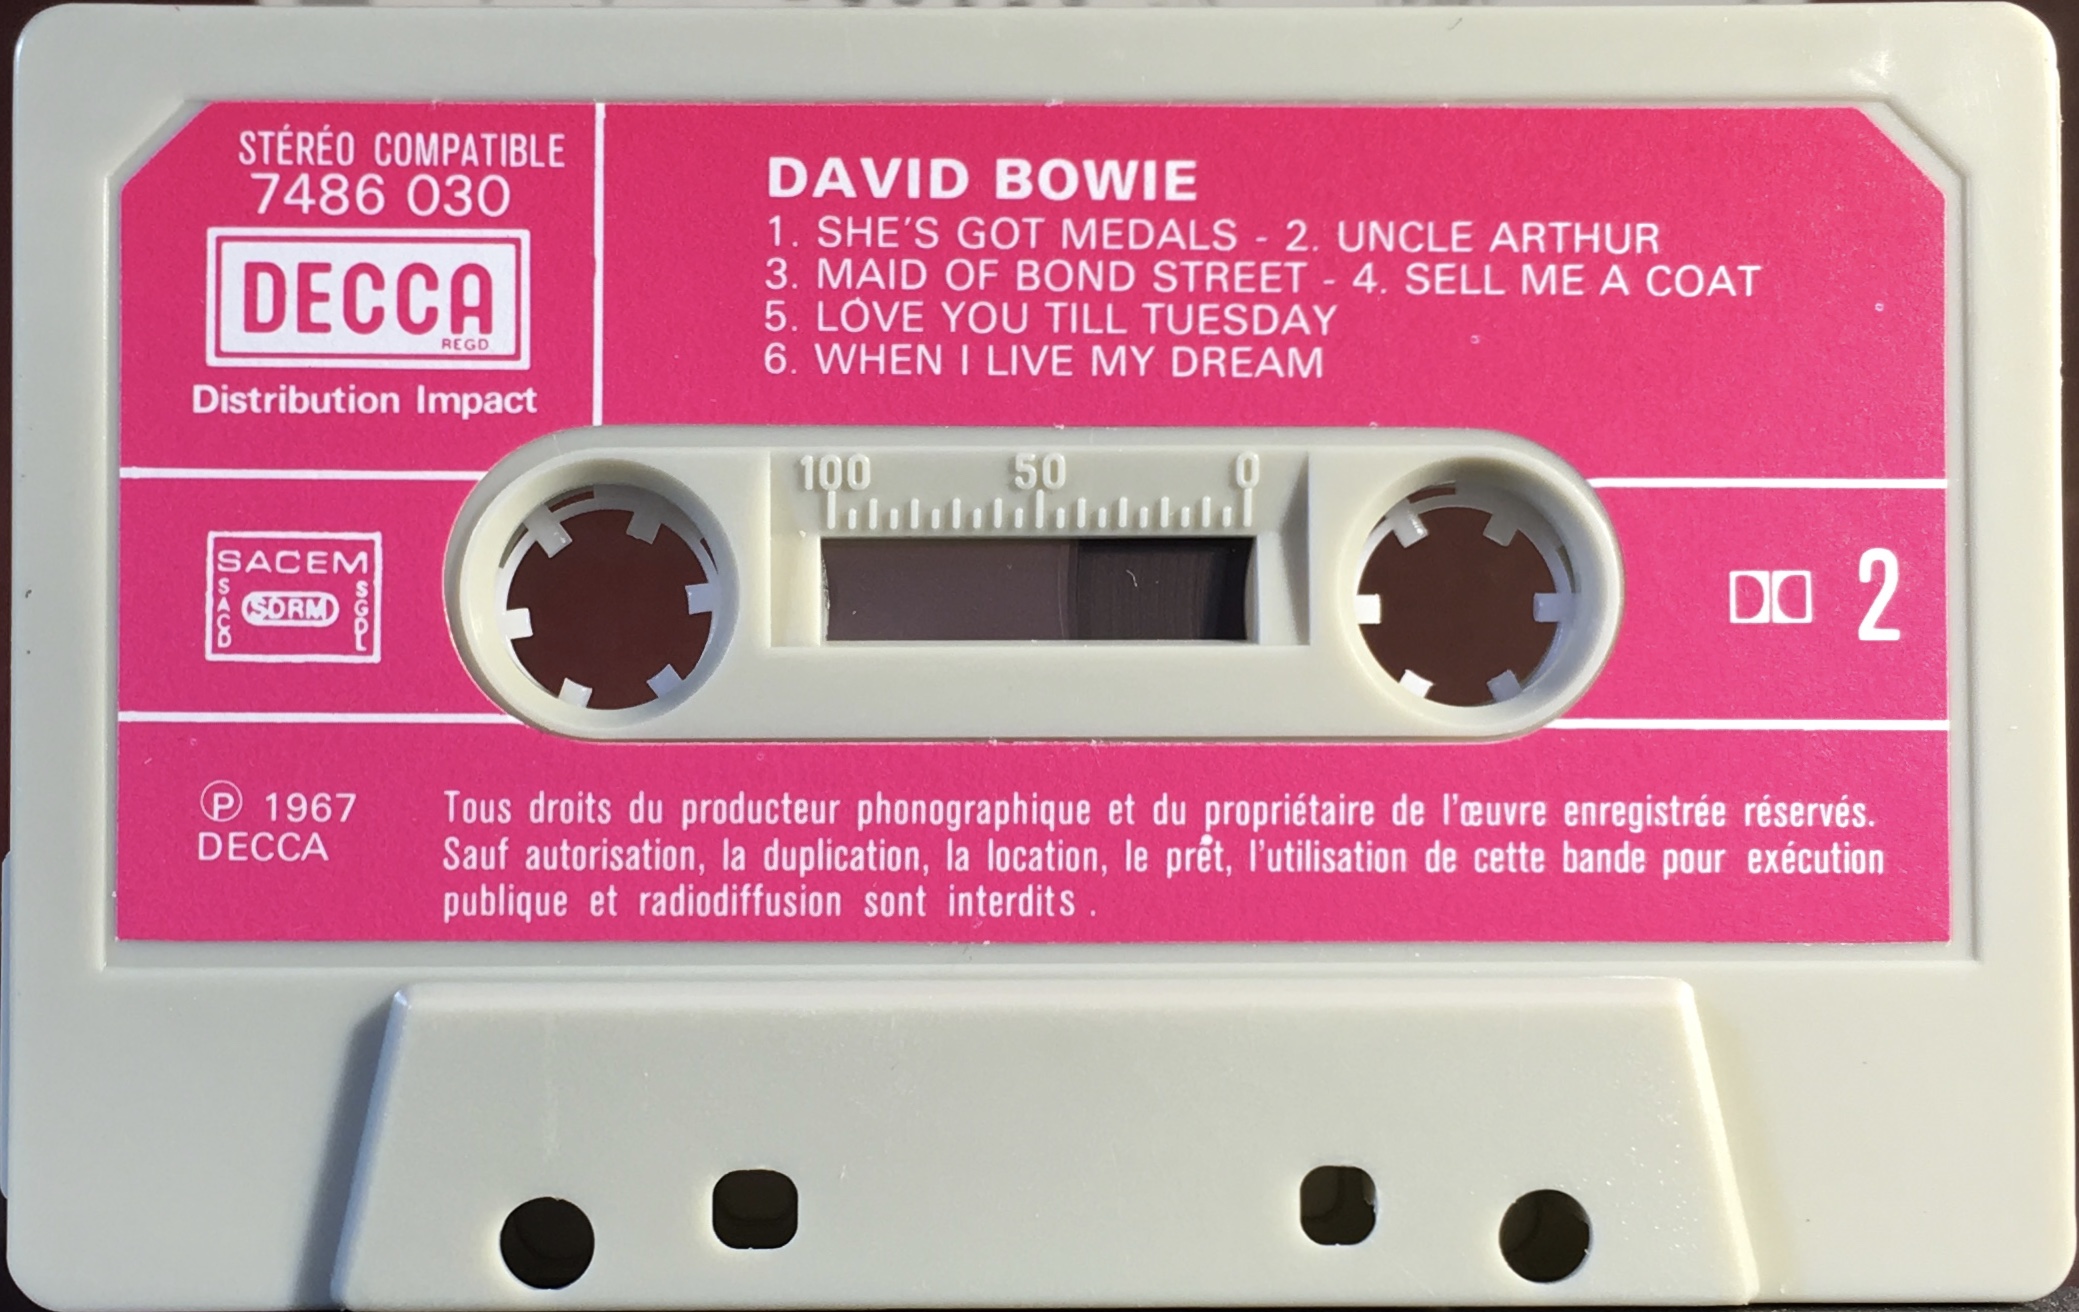 STÉRÉO COMPATIBLE
7486 030
DECCA
REGD
Distribution Impact
DAVID BOWIE
1. SHE'S GOT MEDALS - 2. UNCLE ARTHUR
3. MAID OF BOND STREET - 4. SELL ME A COAT
5. LOVE YOU TILL TUESDAY
6. WHEN I LIVE MY DREAM
100 50 0
SACEM
SACD
SDRM
SGDL
2
Ⓟ 1967
DECCA
Tous droits du producteur phonographique et du propriétaire de l'œuvre enregistrée réservés.
Sauf autorisation, la duplication, la location, le prêt, l'utilisation de cette bande pour exécution
publique et radiodiffusion sont interdits .